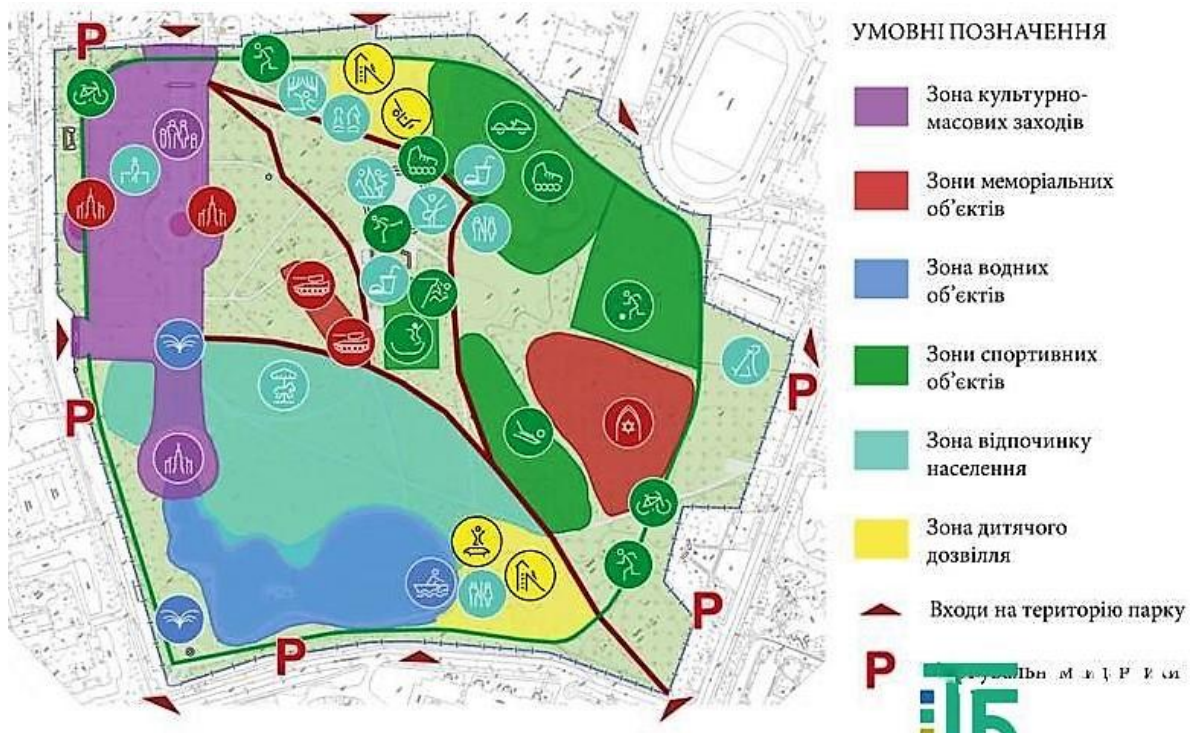 P
P
P
P
P
УМОВНІ ПОЗНАЧЕННЯ
Зона культурно-
масових заходів
Зони меморіальних
об’єктів
Зона водних
об’єктів
Зони спортивних
об’єктів
Зона відпочинку
населення
Зона дитячого
дозвілля
Входи на територію парку
P
ТБ